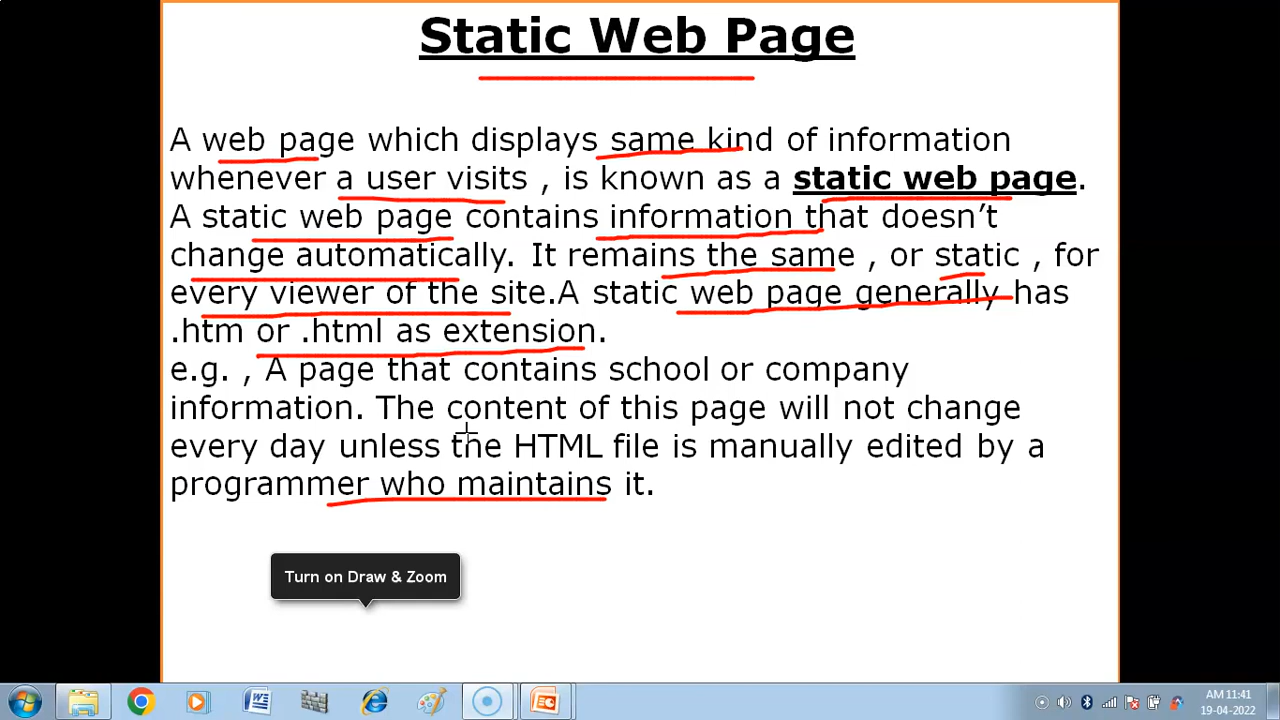 Static Web Page
A web page which displays same kind of information
whenever a user visits , is known as a static web page.
A static web page contains information that doesn’t
change automatically. It remains the same , or static , for
every viewer of the site.A static web page generally has
.htm or .html as extension.
e.g. , A page that contains school or company
information. The content of this page will not change
every day unless the HTML file is manually edited by a
programmer who maintains it.
Turn on Draw & Zoom
AM 11:41
19-04-2022